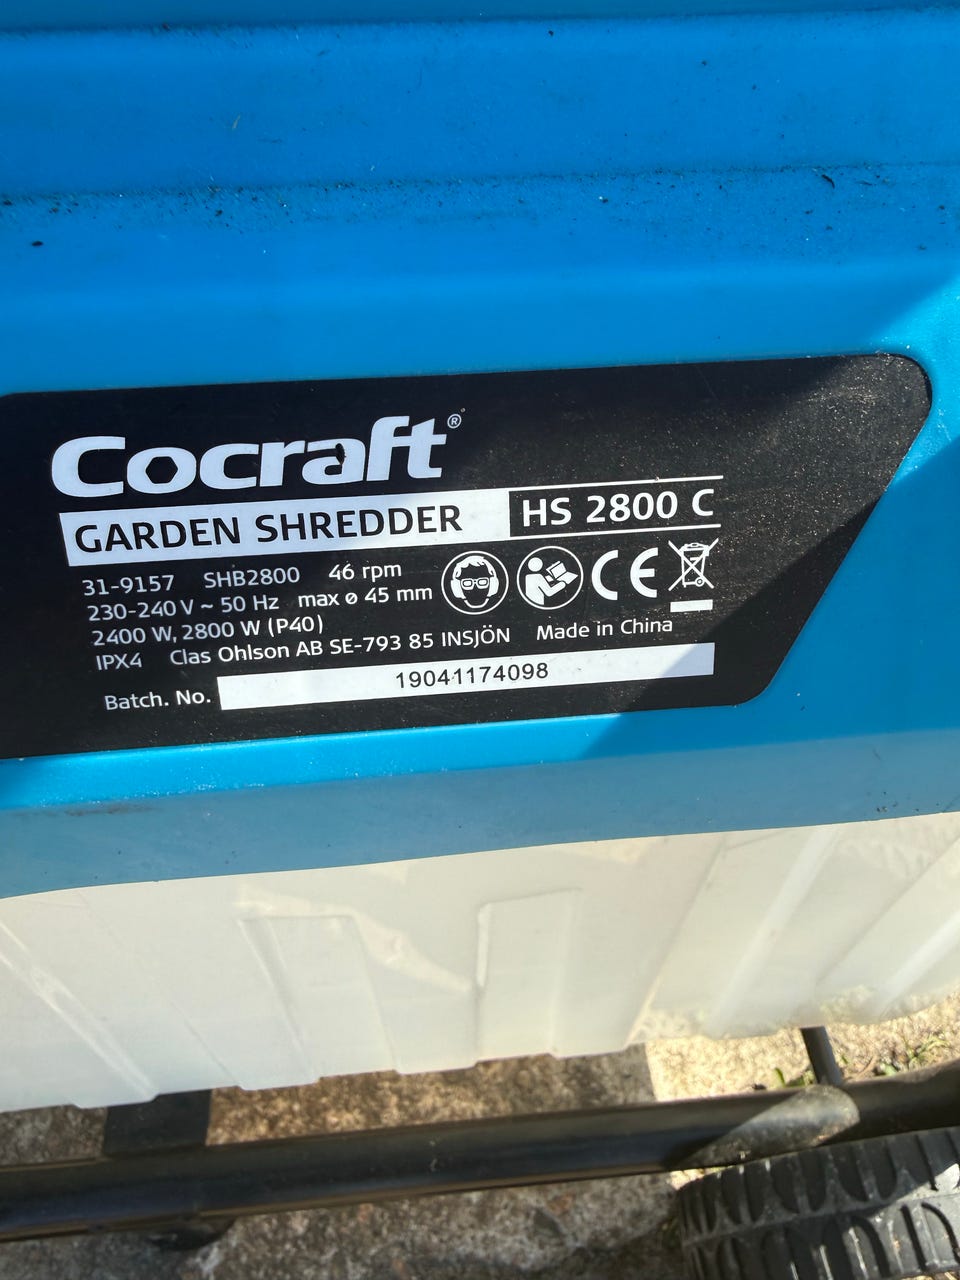 Cocraft®
GARDEN SHREDDER HS 2800 C
31-9157 SHB2800 46 rpm
230-240 V ~ 50 Hz max ø 45 mm
2400 W, 2800 W (P40)
IPX4 Clas Ohlson AB SE-793 85 INSJÖN Made in China
Batch. No. 19041174098
CE